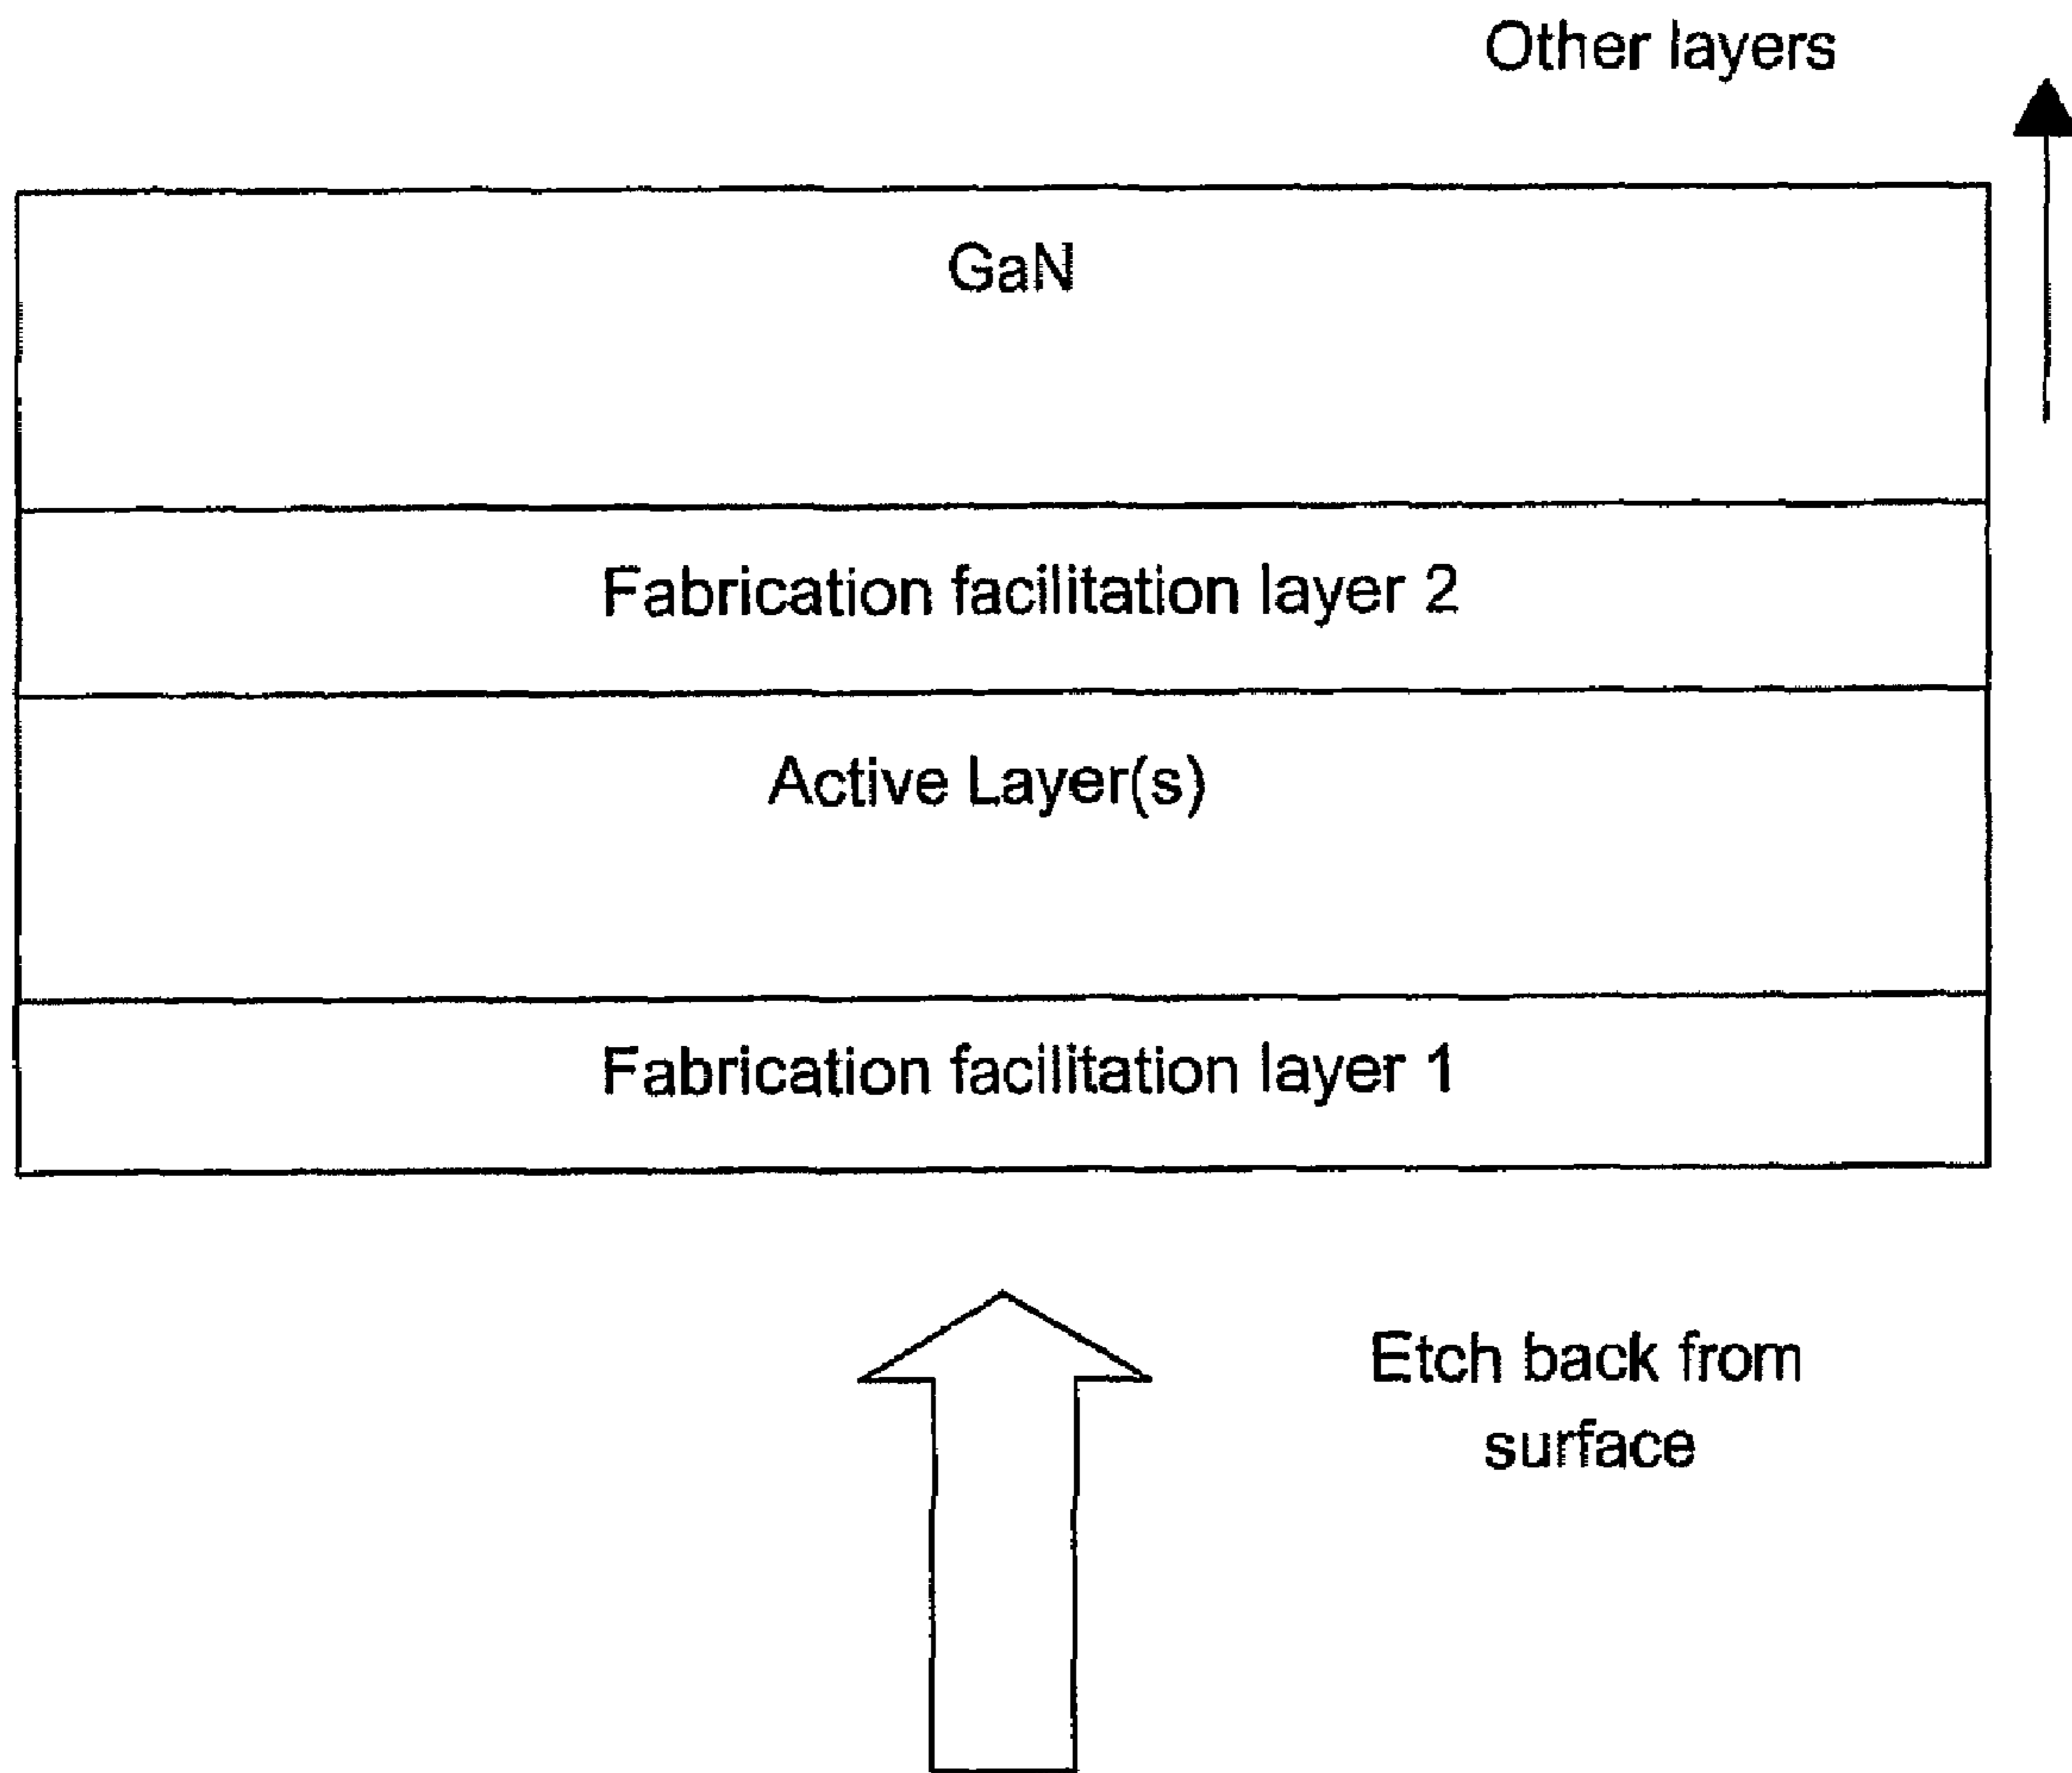 Other layers
GaN
Fabrication facilitation layer 2
Active Layer(s)
Fabrication facilitation layer 1
Etch back from
surface